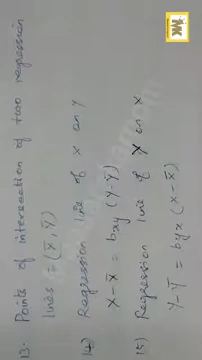 13. Points of intersection of two regression
lines = (x̄, ȳ)
14) Regression line of x on y
x - x̄ = bxy (y - ȳ)
15) Regression line of y on x
y - ȳ = byx (x - x̄)
MK